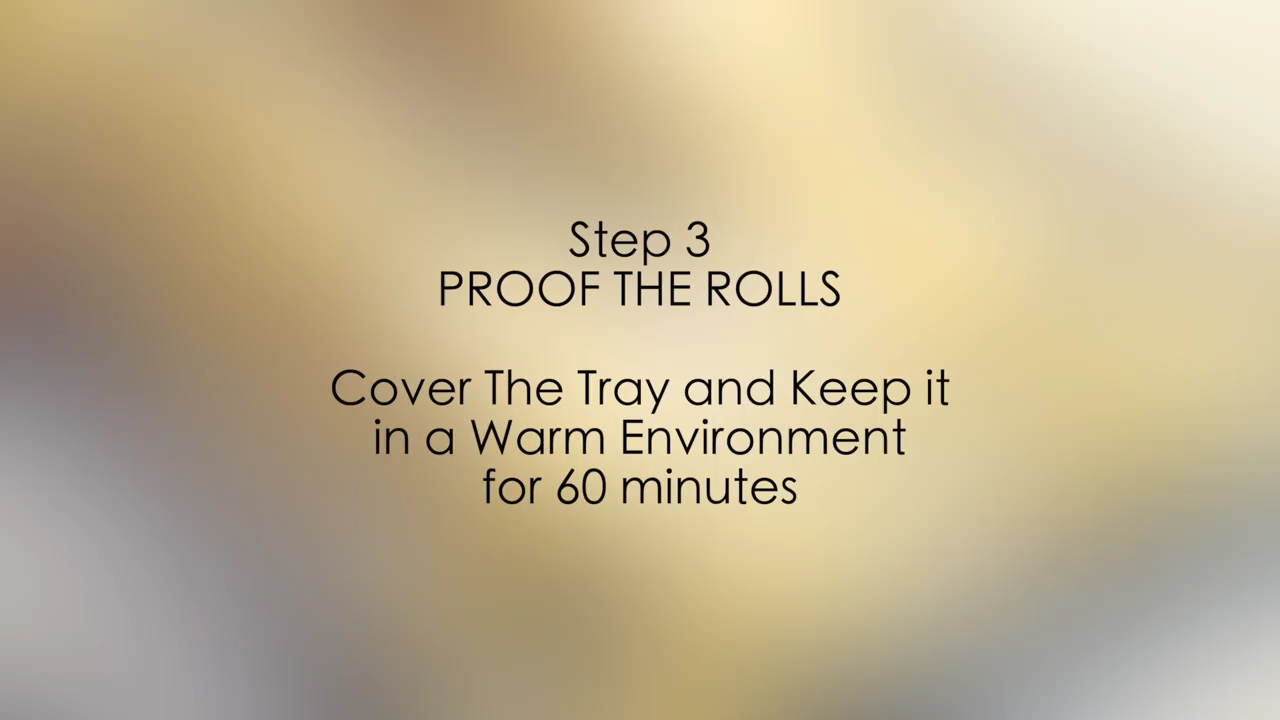 Step 3
PROOF THE ROLLS
Cover The Tray and Keep it
in a Warm Environment
for 60 minutes